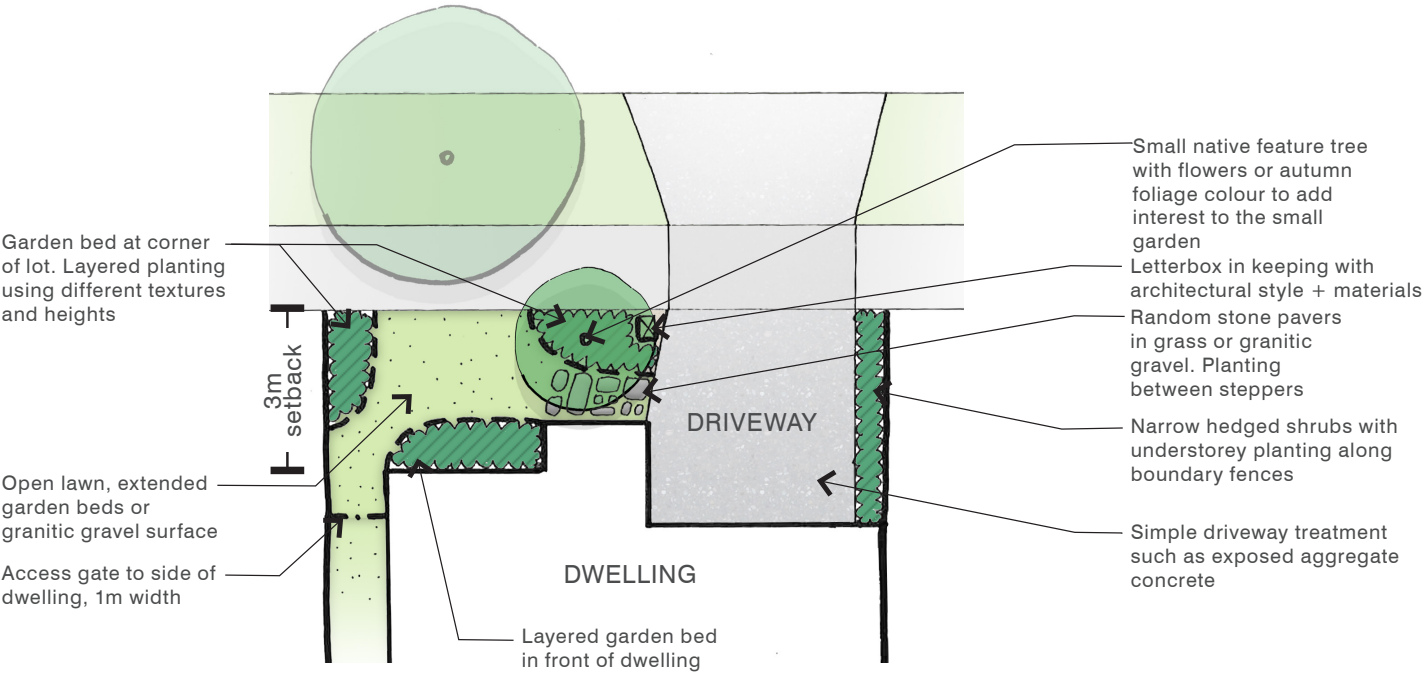 Garden bed at corner
of lot. Layered planting
using different textures
and heights
3m
setback
Open lawn, extended
garden beds or
granitic gravel surface
Access gate to side of
dwelling, 1m width
Layered garden bed
in front of dwelling
DWELLING
DRIVEWAY
Small native feature tree
with flowers or autumn
foliage colour to add
interest to the small
garden
Letterbox in keeping with
architectural style + materials
Random stone pavers
in grass or granitic
gravel. Planting
between steppers
Narrow hedged shrubs with
understorey planting along
boundary fences
Simple driveway treatment
such as exposed aggregate
concrete